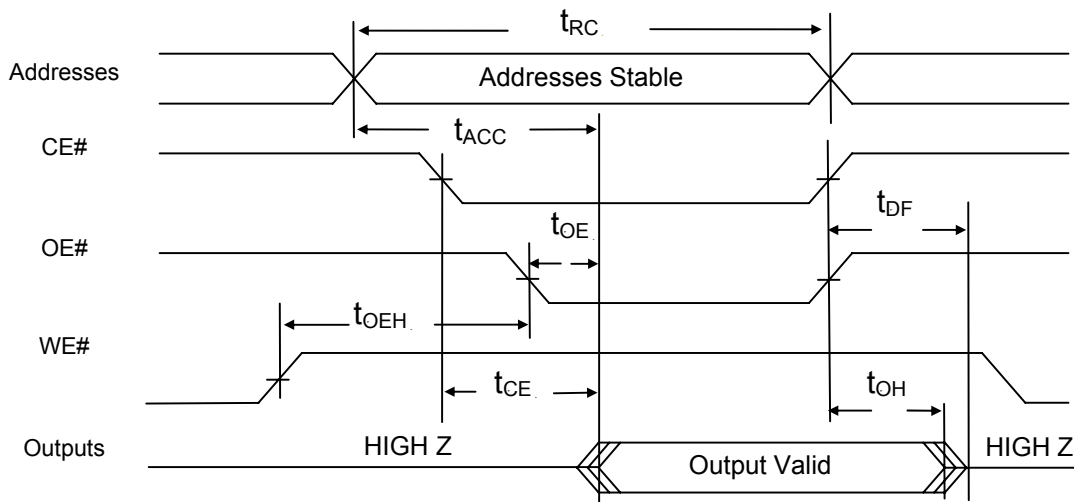 tRC
Addresses
Addresses Stable
tACC
CE#
tDF
tOE
OE#
tOEH
WE#
tCE
tOH
HIGH Z
HIGH Z
Outputs
Output Valid